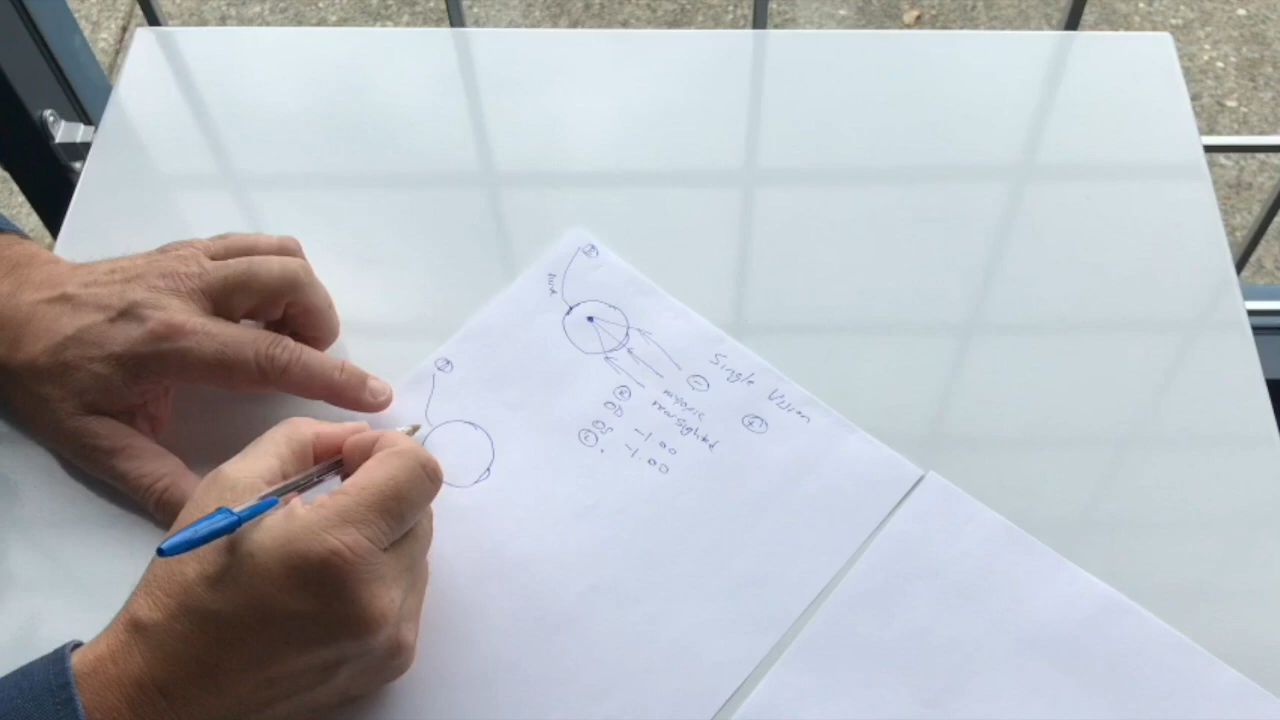 Single Vision
(-)
(+)
myopic
nearsighted
(R)
OD -1.00
OS -1.00
(L)